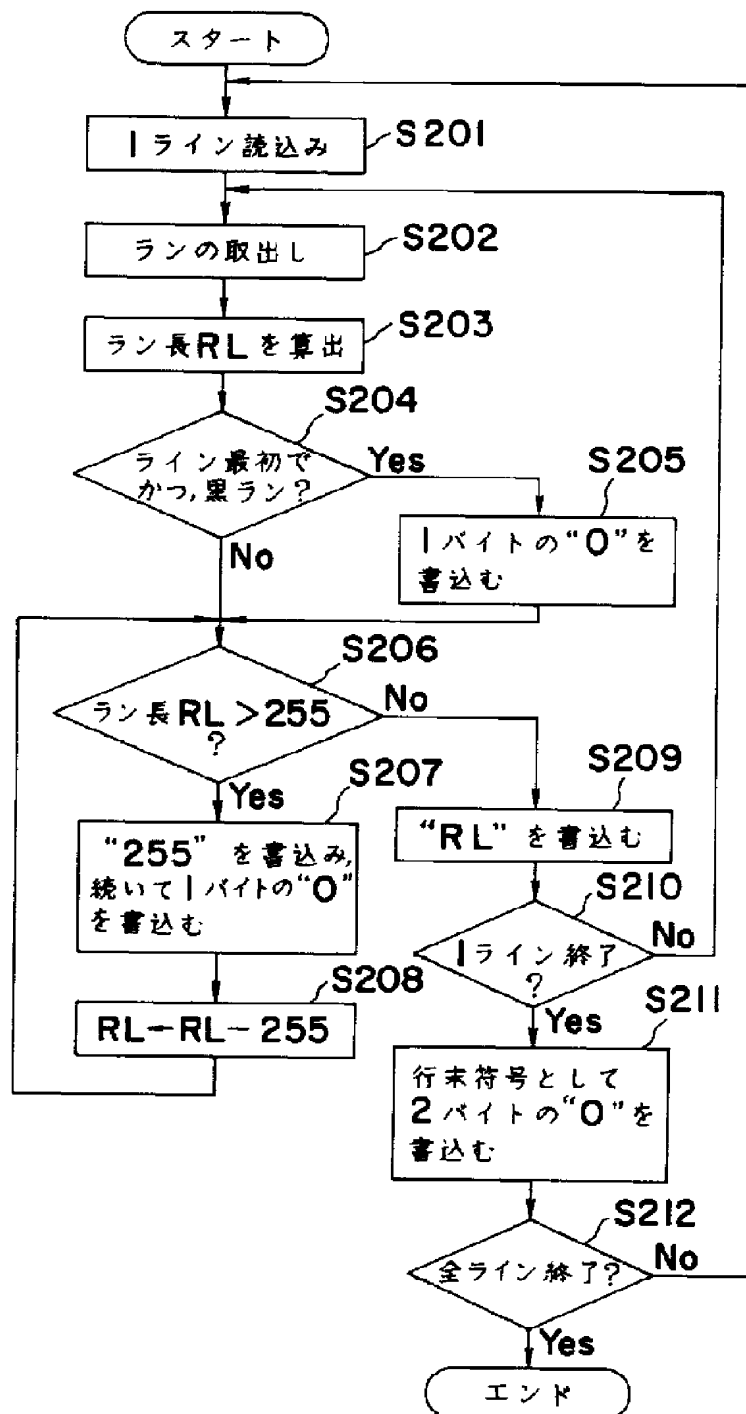 スタート
1ライン読込み
S201
ランの取出し
S202
ラン長RLを算出
S203
S204
ライン最初で
かつ,黒ラン?
Yes
No
S205
1バイトの“0”を
書込む
S206
ラン長RL>255
?
No
Yes
S207
“255”を書込み,
続いて1バイトの“0”
を書込む
S208
RL←RL-255
S209
“RL”を書込む
S210
1ライン終了
?
No
Yes
S211
行末符号として
2バイトの“0”を
書込む
S212
全ライン終了?
No
Yes
エンド